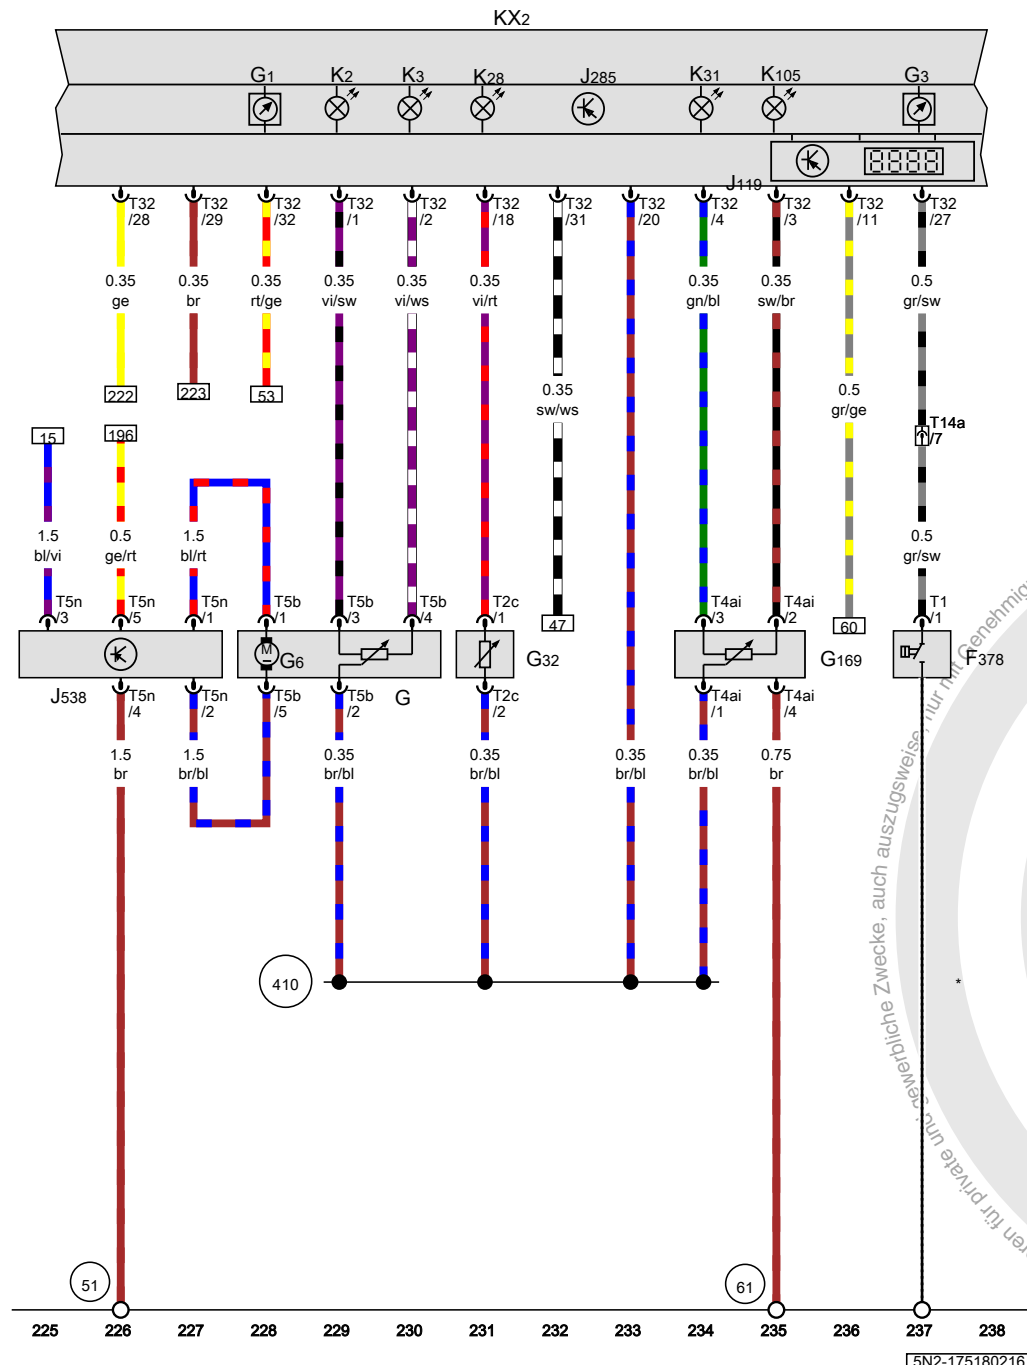 KX2
G1 K2 K3 K28 J285 K31 K105 G3
J119
T32 T32 T32 T32 T32 T32 T32 T32 T32 T32 T32 T32
/28 /29 /32 /1 /2 /18 /31 /20 /4 /3 /11 /27
0.35 0.35 0.35 0.35 0.35 0.35 0.35 0.35 0.5
ge br rt/ge vi/sw vi/ws vi/rt gn/bl sw/br gr/sw
222 223 53
0.35 0.5
sw/ws gr/ge
15 196
T14a
/7
1.5 0.5 1.5 0.5
bl/vi ge/rt bl/rt gr/sw
T5n T5n T5n T5b T5b T5b T2c T4ai T4ai T1
/3 /5 /1 /1 /3 /4 /1 /3 /2 /1
47 60
M
G6 G32 G169 F378
J538 G
T5n T5n T5b T5b T2c T4ai T4ai
/4 /2 /5 /2 /2 /1 /4
1.5 1.5 0.35 0.35 0.35 0.35 0.75
br br/bl br/bl br/bl br/bl br/bl br
410
*
51 61
225 226 227 228 229 230 231 232 233 234 235 236 237 238
5N2-175180216
für private und gewerbliche Zwecke, auch auszugsweise, nur mit